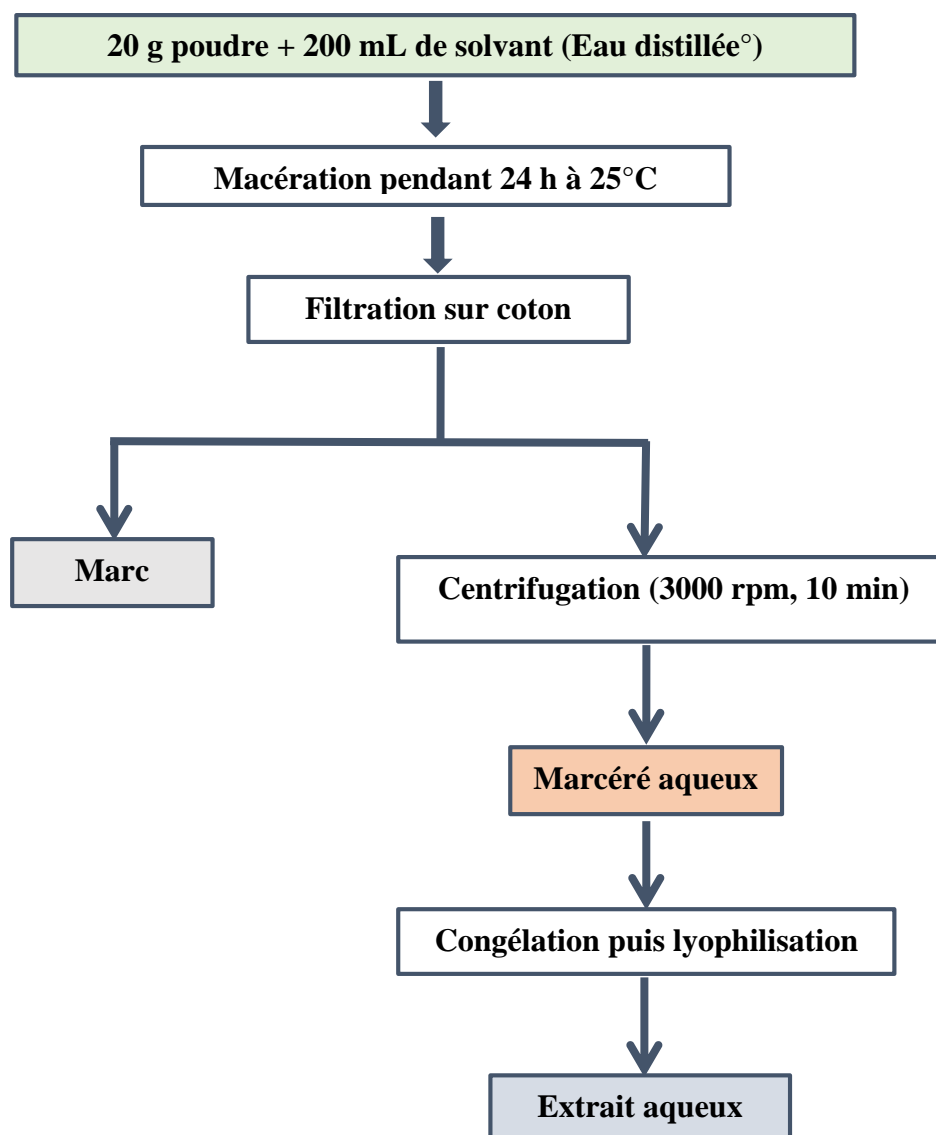 20 g poudre + 200 mL de solvant (Eau distillée°)
Macération pendant 24 h à 25°C
Filtration sur coton
Marc
Centrifugation (3000 rpm, 10 min)
Marcéré aqueux
Congélation puis lyophilisation
Extrait aqueux